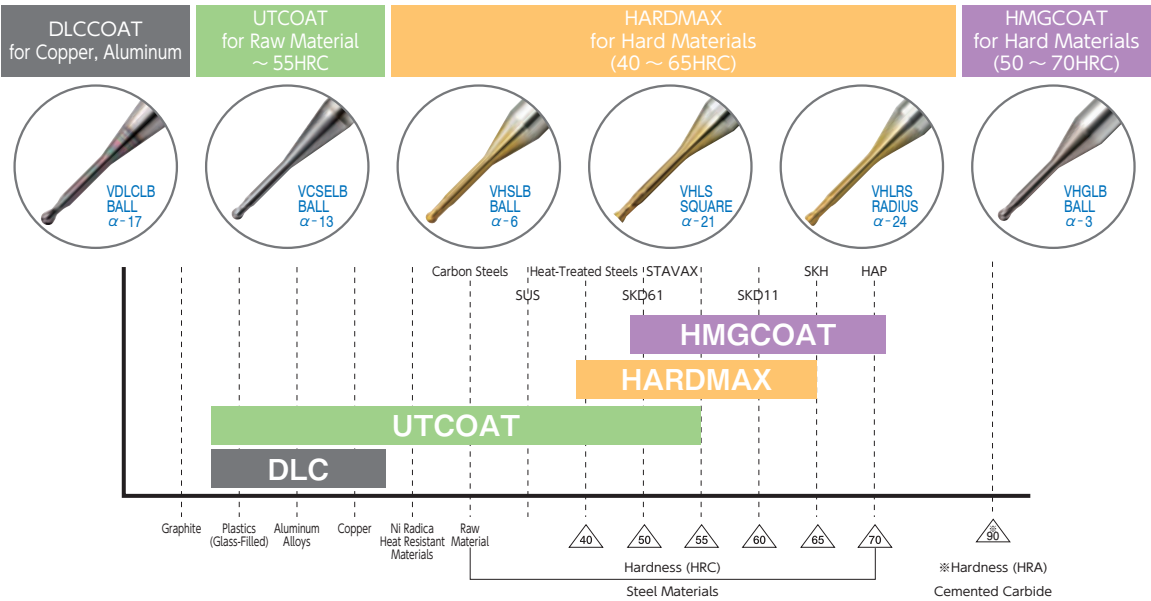 DLCCOAT
for Copper, Aluminum
UTCOAT
for Raw Material
～ 55HRC
HARDMAX
for Hard Materials
(40 ～ 65HRC)
HMGCOAT
for Hard Materials
(50 ～ 70HRC)
VDLCLB
BALL
α-17
VCSELB
BALL
α-13
VHSLB
BALL
α-6
VHLS
SQUARE
α-21
VHLRS
RADIUS
α-24
VHGLB
BALL
α-3
Carbon Steels
Heat-Treated Steels
STAVAX
SKH
HAP
SUS
SKD61
SKD11
HMGCOAT
HARDMAX
UTCOAT
DLC
Graphite
Plastics
(Glass-Filled)
Aluminum
Alloys
Copper
Ni Radica
Heat Resistant
Materials
Raw
Material
40
50
55
60
65
70
※
90
Hardness (HRC)
Steel Materials
※Hardness (HRA)
Cemented Carbide